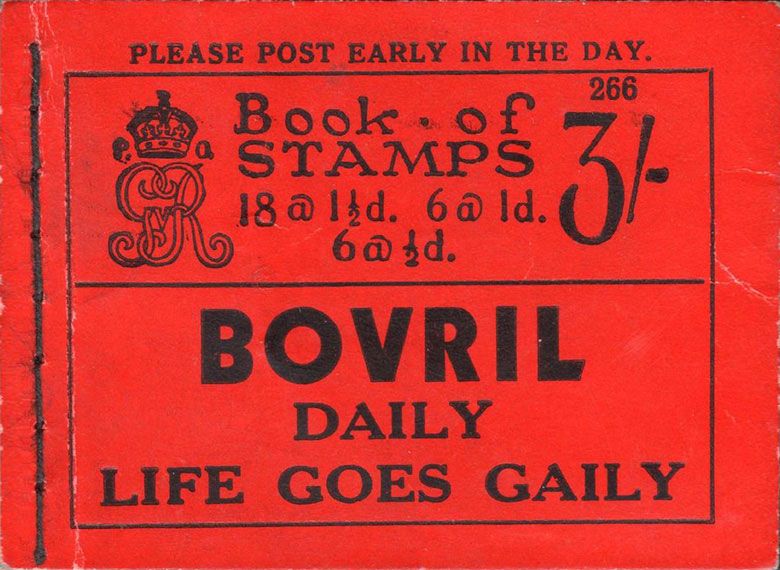 PLEASE POST EARLY IN THE DAY.
266
Book · of 3/-
STAMPS
18 @ 1½d. 6 @ 1d.
6 @ ½d.
BOVRIL
DAILY
LIFE GOES GAILY